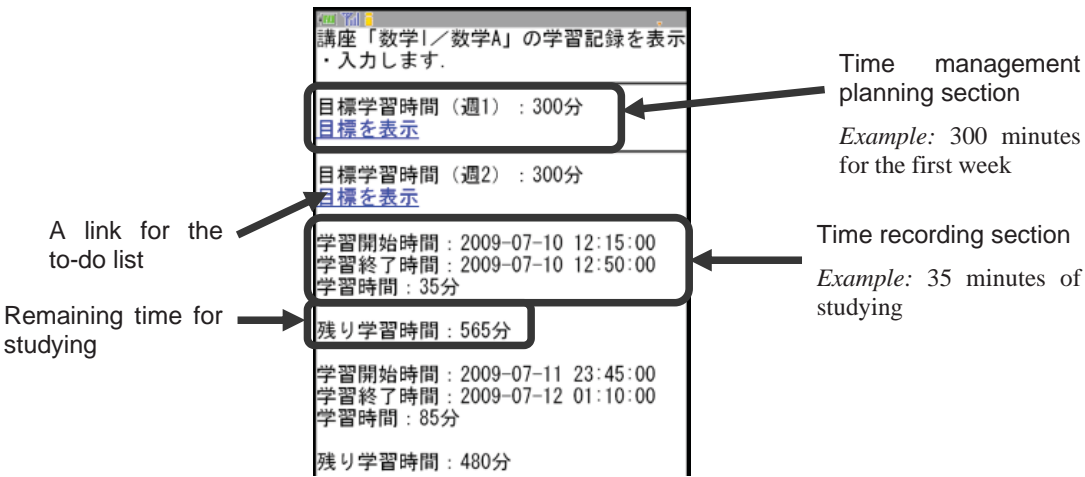 講座「数学Ⅰ／数学A」の学習記録を表示
・入力します.
目標学習時間（週1）：300分
目標を表示
目標学習時間（週2）：300分
目標を表示
学習開始時間：2009-07-10 12:15:00
学習終了時間：2009-07-10 12:50:00
学習時間：35分
残り学習時間：565分
学習開始時間：2009-07-11 23:45:00
学習終了時間：2009-07-12 01:10:00
学習時間：85分
残り学習時間：480分
A link for the
to-do list
Remaining time for
studying
Time management
planning section
Example: 300 minutes
for the first week
Time recording section
Example: 35 minutes of
studying